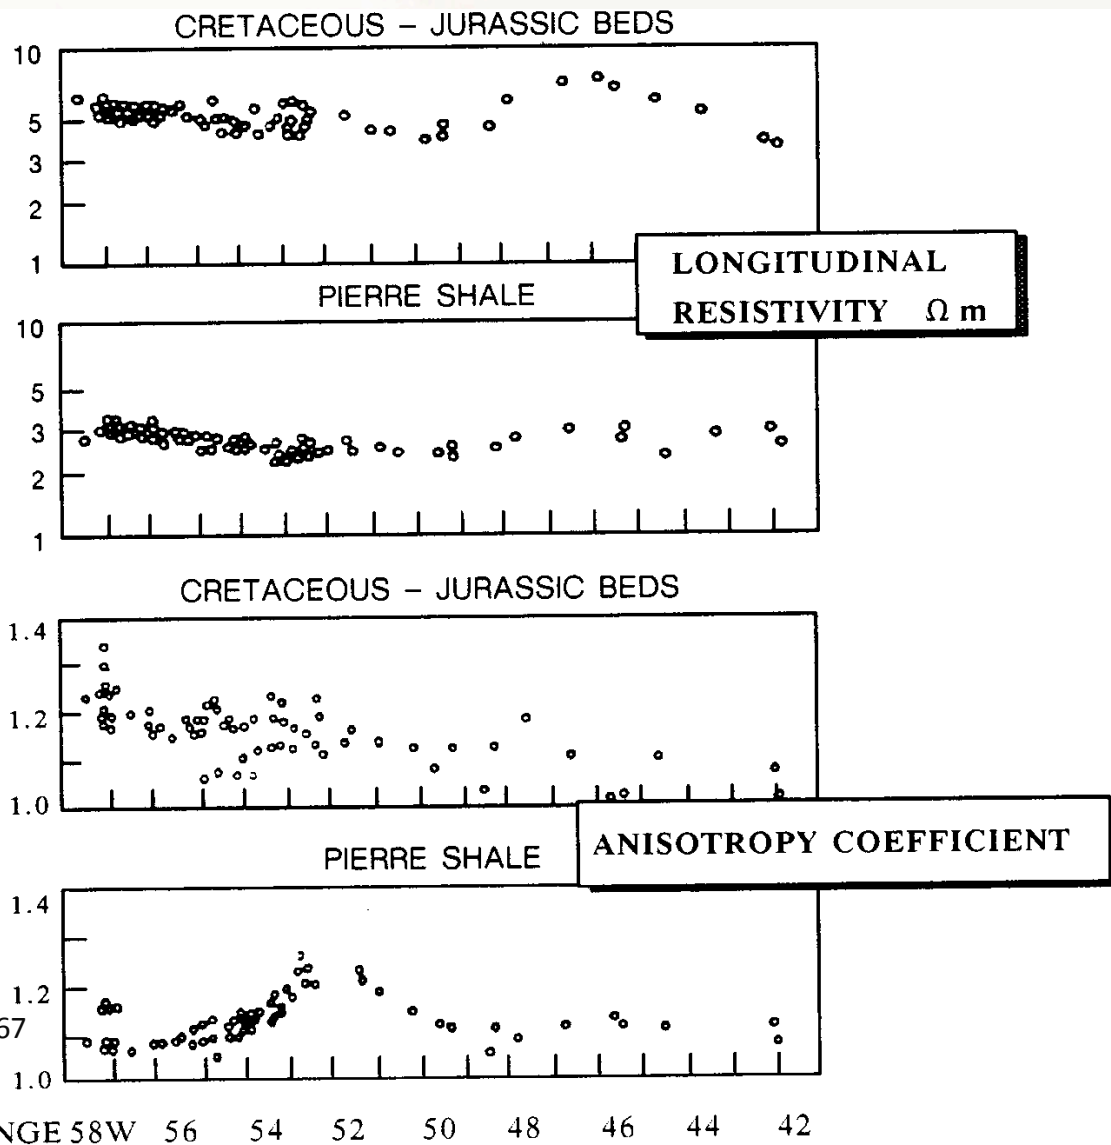 CRETACEOUS – JURASSIC BEDS
10
5
3
2
1
LONGITUDINAL
RESISTIVITY Ω m
PIERRE SHALE
10
5
3
2
1
CRETACEOUS – JURASSIC BEDS
1.4
1.2
1.0
ANISOTROPY COEFFICIENT
PIERRE SHALE
1.4
1.2
67
1.0
NGE 58W 56 54 52 50 48 46 44 42